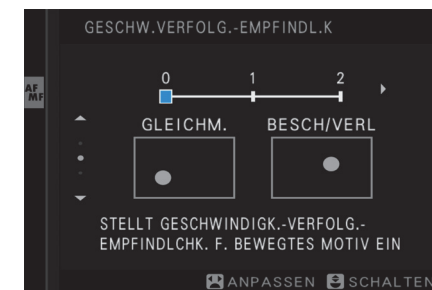 GESCHW.VERFOLG.-EMPFINDL.K
AF
MF
0 1 2
GLEICHM. BESCH/VERL
STELLT GESCHWINDIGK.-VERFOLG.-
EMPFINDLCHK. F. BEWEGTES MOTIV EIN
ANPASSEN SCHALTEN